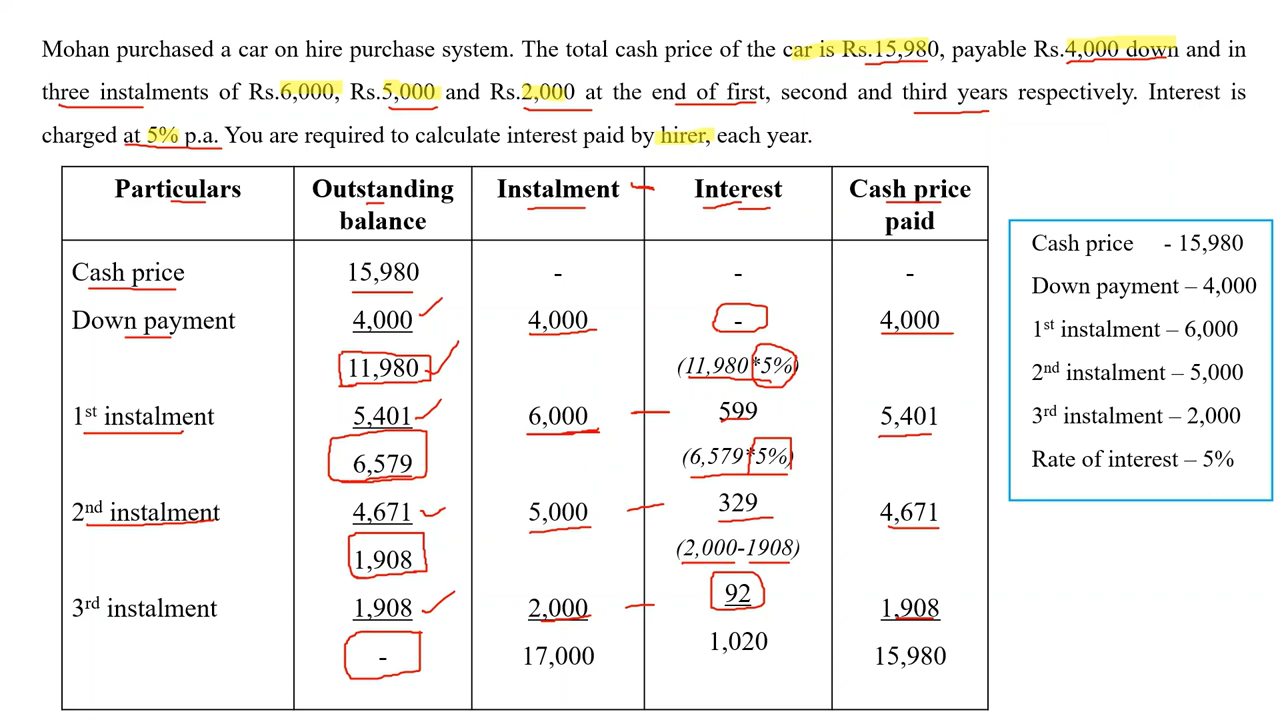 Mohan purchased a car on hire purchase system. The total cash price of the car is Rs.15,980, payable Rs.4,000 down and in
three instalments of Rs.6,000, Rs.5,000 and Rs.2,000 at the end of first, second and third years respectively. Interest is
charged at 5% p.a. You are required to calculate interest paid by hirer, each year.
Particulars Outstanding balance Instalment Interest Cash price paid
Cash price 15,980 - - -
Down payment 4,000 4,000 - 4,000
11,980 (11,980*5%)
1st instalment 5,401 6,000 599 5,401
6,579 (6,579*5%)
2nd instalment 4,671 5,000 329 4,671
1,908 (2,000-1908)
3rd instalment 1,908 2,000 92 1,908
- 17,000 1,020 15,980
Cash price - 15,980
Down payment – 4,000
1st instalment – 6,000
2nd instalment – 5,000
3rd instalment – 2,000
Rate of interest – 5%